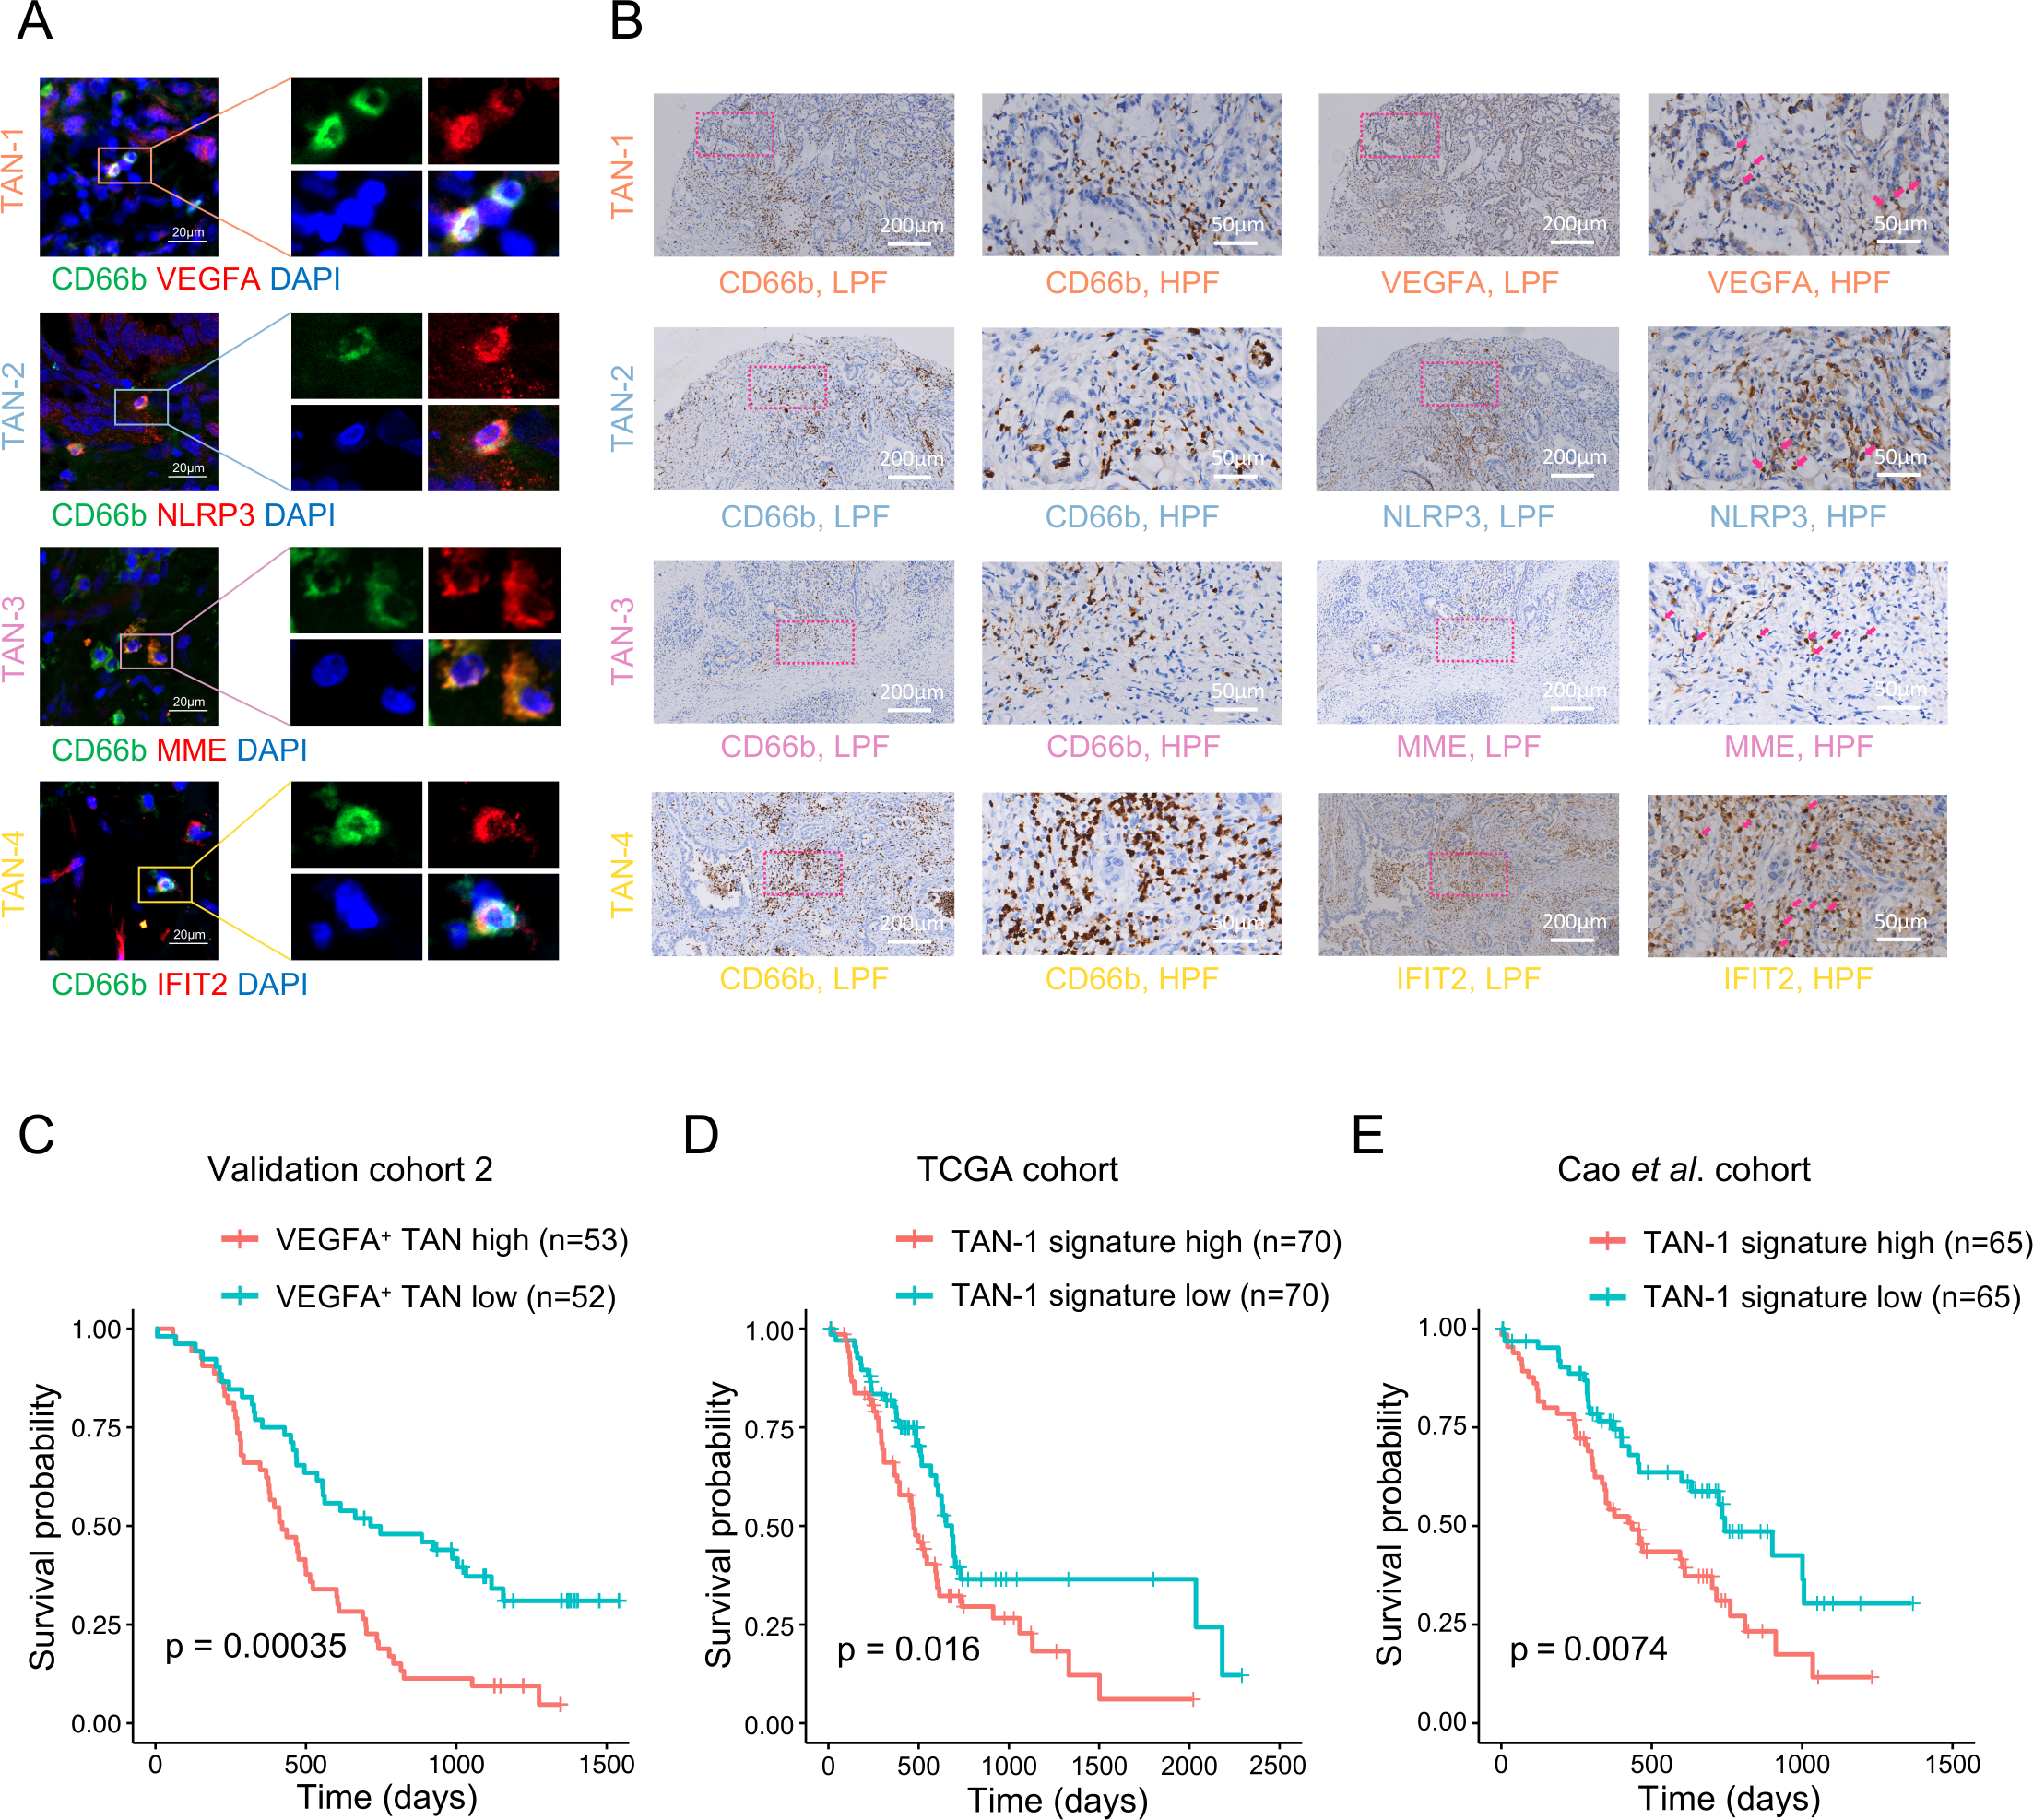 A
B
TAN-1
20µm
CD66b VEGFA DAPI
TAN-2
20µm
CD66b NLRP3 DAPI
TAN-3
20µm
CD66b MME DAPI
TAN-4
20µm
CD66b IFIT2 DAPI
TAN-1
200µm
50µm
200µm
50µm
CD66b, LPF
CD66b, HPF
VEGFA, LPF
VEGFA, HPF
TAN-2
200µm
50µm
200µm
50µm
CD66b, LPF
CD66b, HPF
NLRP3, LPF
NLRP3, HPF
TAN-3
200µm
50µm
200µm
50µm
CD66b, LPF
CD66b, HPF
MME, LPF
MME, HPF
TAN-4
200µm
50µm
200µm
50µm
CD66b, LPF
CD66b, HPF
IFIT2, LPF
IFIT2, HPF
C
Validation cohort 2
VEGFA⁺ TAN high (n=53)
VEGFA⁺ TAN low (n=52)
Survival probability
1.00
0.75
0.50
0.25
0.00
p = 0.00035
0
500
1000
1500
Time (days)
D
TCGA cohort
TAN-1 signature high (n=70)
TAN-1 signature low (n=70)
Survival probability
1.00
0.75
0.50
0.25
0.00
p = 0.016
0
500
1000
1500
2000
2500
Time (days)
E
Cao et al. cohort
TAN-1 signature high (n=65)
TAN-1 signature low (n=65)
Survival probability
1.00
0.75
0.50
0.25
0.00
p = 0.0074
0
500
1000
1500
Time (days)